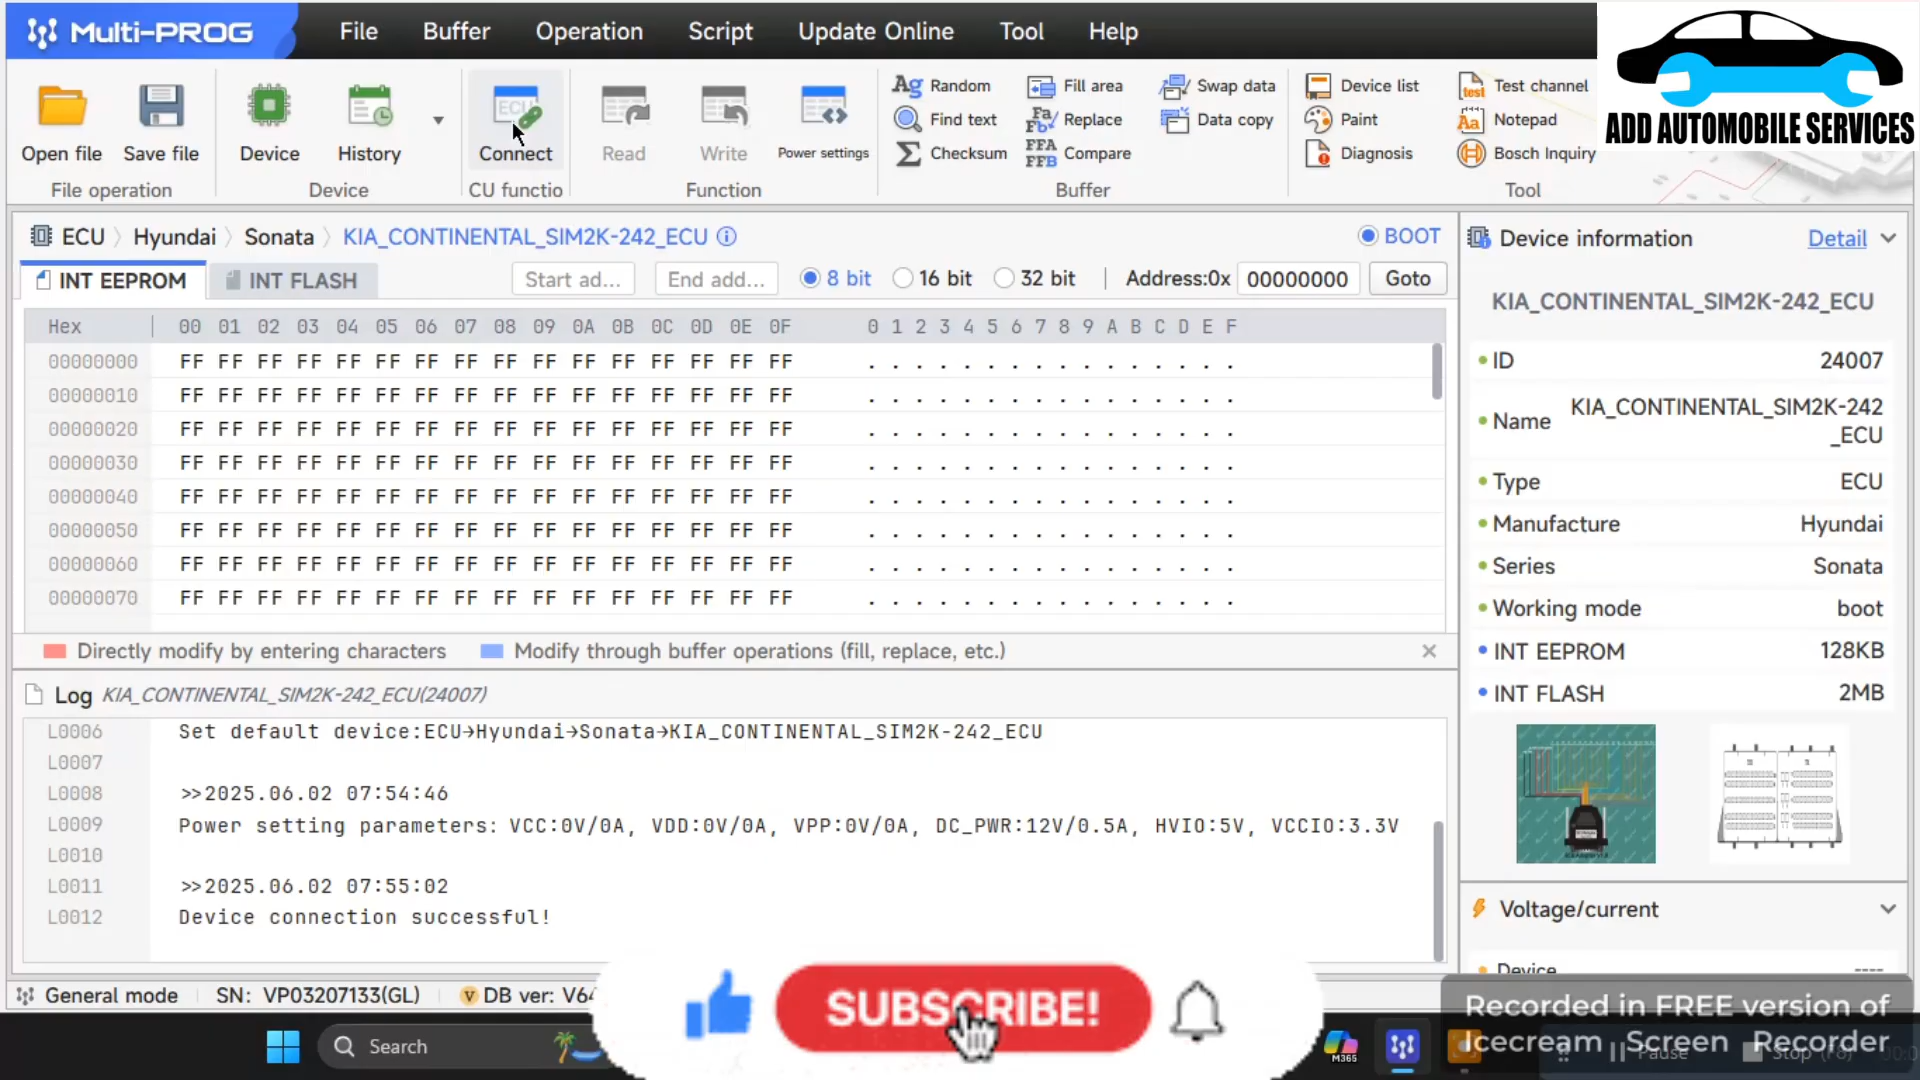 Multi-PROG File Buffer Operation Script Update Online Tool Help
ADD AUTOMOBILE SERVICES
Open file Save file Device History Connect Read Write Power settings
Random Fill area Swap data Device list Test channel
Find text Replace Data copy Paint Notepad
Checksum Compare Diagnosis Bosch Inquiry
File operation Device CU functio Function Buffer Tool
ECU Hyundai Sonata KIA_CONTINENTAL_SIM2K-242_ECU BOOT
INT EEPROM INT FLASH Start ad... End add... 8 bit 16 bit 32 bit | Address:0x 00000000 Goto
Hex 00 01 02 03 04 05 06 07 08 09 0A 0B 0C 0D 0E 0F 0 1 2 3 4 5 6 7 8 9 A B C D E F
00000000 FF FF FF FF FF FF FF FF FF FF FF FF FF FF FF FF . . . . . . . . . . . . . . . .
00000010 FF FF FF FF FF FF FF FF FF FF FF FF FF FF FF FF . . . . . . . . . . . . . . . .
00000020 FF FF FF FF FF FF FF FF FF FF FF FF FF FF FF FF . . . . . . . . . . . . . . . .
00000030 FF FF FF FF FF FF FF FF FF FF FF FF FF FF FF FF . . . . . . . . . . . . . . . .
00000040 FF FF FF FF FF FF FF FF FF FF FF FF FF FF FF FF . . . . . . . . . . . . . . . .
00000050 FF FF FF FF FF FF FF FF FF FF FF FF FF FF FF FF . . . . . . . . . . . . . . . .
00000060 FF FF FF FF FF FF FF FF FF FF FF FF FF FF FF FF . . . . . . . . . . . . . . . .
00000070 FF FF FF FF FF FF FF FF FF FF FF FF FF FF FF FF . . . . . . . . . . . . . . . .
Directly modify by entering characters Modify through buffer operations (fill, replace, etc.)
Log KIA_CONTINENTAL_SIM2K-242_ECU(24007)
L0006 Set default device:ECU→Hyundai→Sonata→KIA_CONTINENTAL_SIM2K-242_ECU
L0007
L0008 >>2025.06.02 07:54:46
L0009 Power setting parameters: VCC:0V/0A, VDD:0V/0A, VPP:0V/0A, DC_PWR:12V/0.5A, HVIO:5V, VCCIO:3.3V
L0010
L0011 >>2025.06.02 07:55:02
L0012 Device connection successful!
Device information Detail
KIA_CONTINENTAL_SIM2K-242_ECU
ID 24007
Name KIA_CONTINENTAL_SIM2K-242
_ECU
Type ECU
Manufacture Hyundai
Series Sonata
Working mode boot
INT EEPROM 128KB
INT FLASH 2MB
Voltage/current
Device ----
General mode SN: VP03207133(GL) DB ver: V64
SUBSCRIBE!
Recorded in FREE version of
Icecream Screen Recorder
Search
M365
Pause Stop